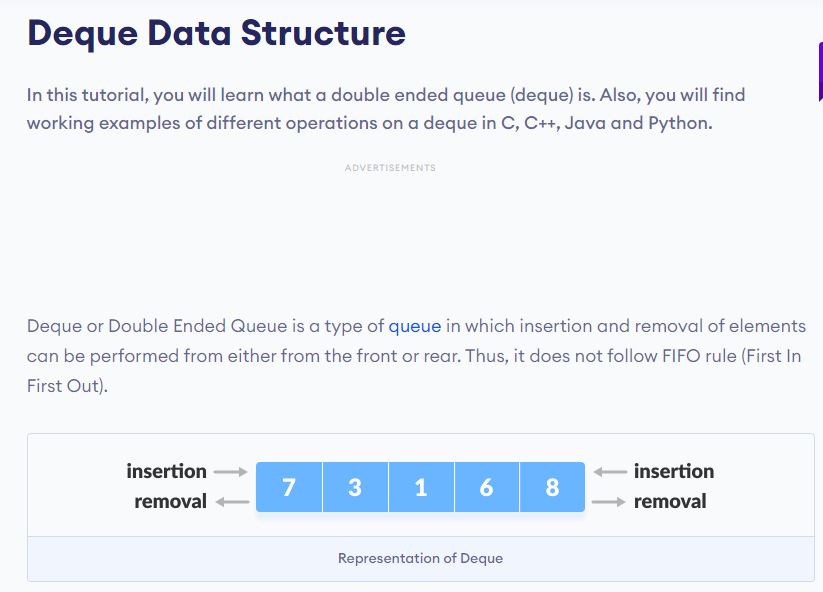 Deque Data Structure
In this tutorial, you will learn what a double ended queue (deque) is. Also, you will find
working examples of different operations on a deque in C, C++, Java and Python.
ADVERTISEMENTS
Deque or Double Ended Queue is a type of queue in which insertion and removal of elements
can be performed from either from the front or rear. Thus, it does not follow FIFO rule (First In
First Out).
insertion 7 3 1 6 8 insertion
removal removal
Representation of Deque